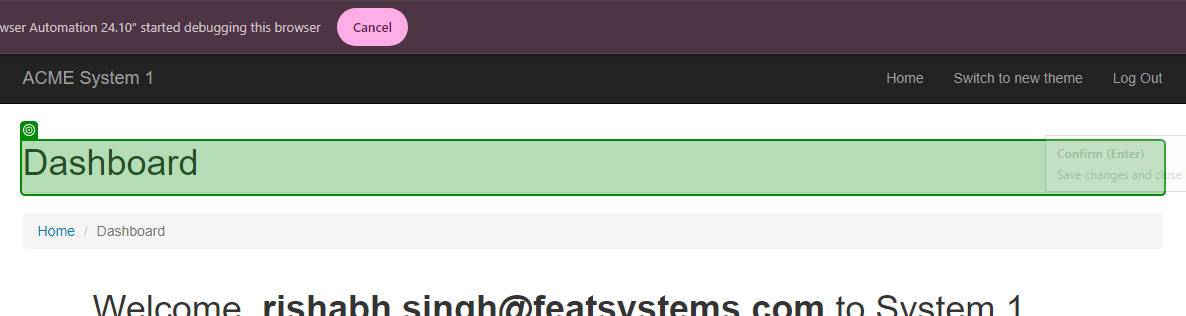 wser Automation 24.10" started debugging this browser Cancel
ACME System 1 Home Switch to new theme Log Out
Dashboard
Confirm (Enter)
Save changes and close
Home / Dashboard
Welcome, rishabh.singh@featsystems.com to System 1